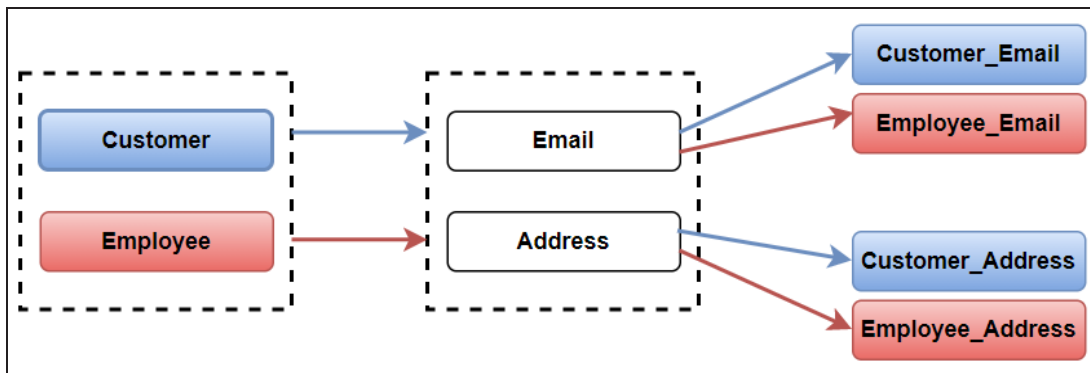 Customer_Email
Customer
Email
Employee_Email
Employee
Address
Customer_Address
Employee_Address